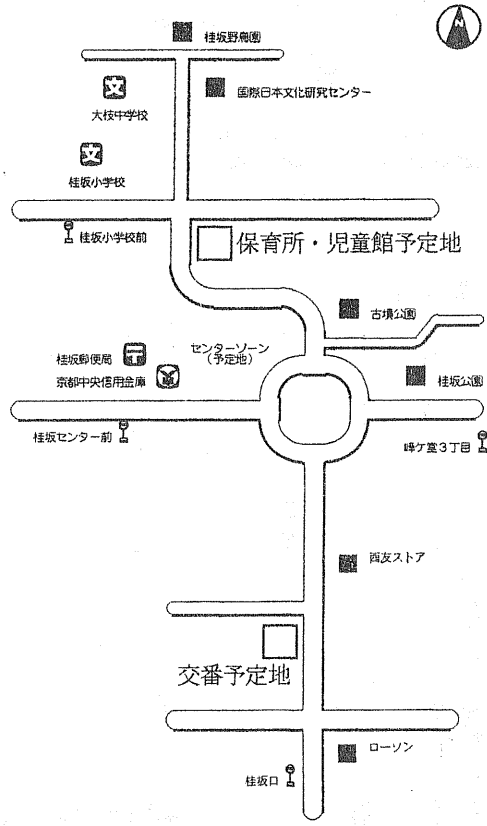 桂坂野鳥園
国際日本文化研究センター
大枝中学校
桂坂小学校
桂坂小学校前
保育所・児童館予定地
古墳公園
センターゾーン
(予定地)
桂坂郵便局
京都中央信用金庫
桂坂公園
桂坂センター前
峰ケ堂3丁目
西友ストア
交番予定地
ローソン
桂坂口